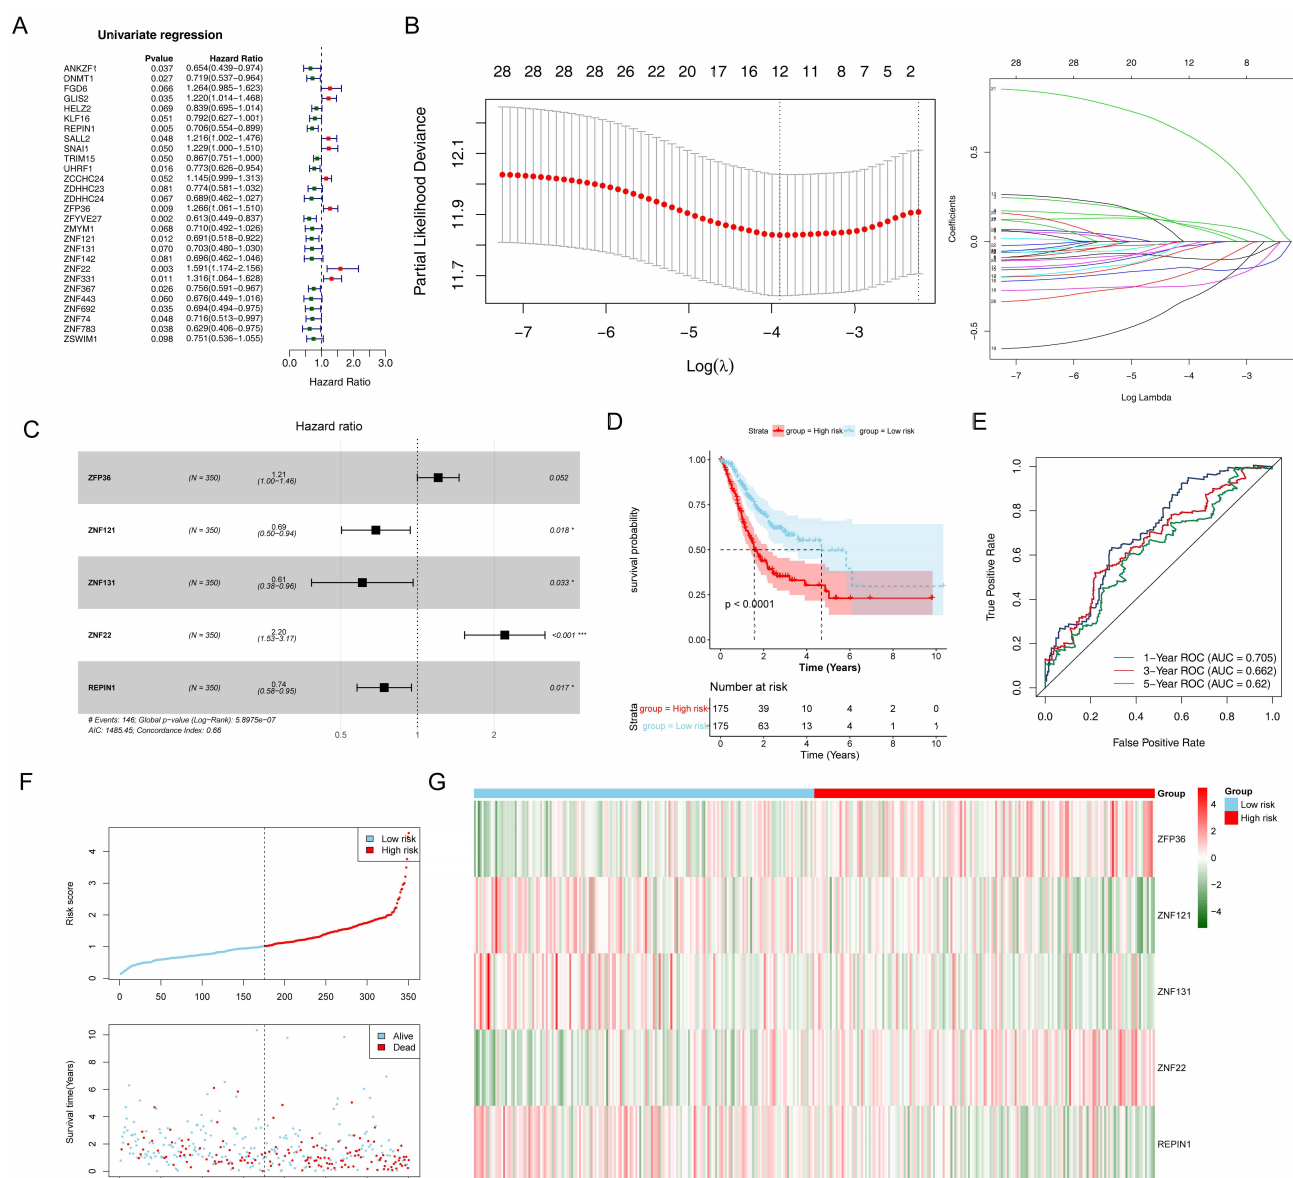 A
Univariate regression
Pvalue Hazard Ratio
ANKZF1 0.037 0.654(0.439−0.974)
DNMT1 0.027 0.719(0.537−0.964)
FGD6 0.066 1.264(0.985−1.623)
GLIS2 0.035 1.220(1.014−1.468)
HELZ2 0.069 0.839(0.695−1.014)
KLF16 0.051 0.792(0.627−1.001)
REPIN1 0.005 0.706(0.554−0.899)
SALL2 0.048 1.216(1.002−1.476)
SNAI1 0.050 1.229(1.000−1.510)
TRIM15 0.050 0.867(0.751−1.000)
UHRF1 0.016 0.773(0.626−0.954)
ZCCHC24 0.052 1.145(0.999−1.313)
ZDHHC23 0.081 0.774(0.581−1.032)
ZDHHC24 0.067 0.689(0.462−1.027)
ZFP36 0.009 1.266(1.061−1.510)
ZFYVE27 0.002 0.613(0.449−0.837)
ZMYM1 0.068 0.710(0.492−1.026)
ZNF121 0.012 0.691(0.518−0.922)
ZNF131 0.070 0.703(0.480−1.030)
ZNF142 0.081 0.696(0.462−1.046)
ZNF22 0.003 1.591(1.174−2.156)
ZNF331 0.011 1.316(1.064−1.628)
ZNF367 0.026 0.756(0.591−0.967)
ZNF443 0.060 0.676(0.449−1.016)
ZNF692 0.035 0.694(0.494−0.975)
ZNF74 0.048 0.716(0.513−0.997)
ZNF783 0.038 0.629(0.406−0.975)
ZSWIM1 0.098 0.751(0.536−1.055)
0.0 1.0 2.0 3.0
Hazard Ratio
B
28 28 28 28 26 22 20 17 16 12 11 8 7 5 2
Partial Likelihood Deviance
12.1
11.9
11.7
−7 −6 −5 −4 −3
Log(λ)
28 28 20 12 8
Coefficients
0.5
0.0
−0.5
−7 −6 −5 −4 −3
Log Lambda
C
Hazard ratio
ZFP36 (N = 350) 1.21 (1.00−1.46) 0.052
ZNF121 (N = 350) 0.69 (0.50−0.94) 0.018 *
ZNF131 (N = 350) 0.61 (0.38−0.96) 0.033 *
ZNF22 (N = 350) 2.20 (1.53−3.17) <0.001 ***
REPIN1 (N = 350) 0.74 (0.58−0.95) 0.017 *
# Events: 146; Global p−value (Log−Rank): 5.8975e−07
AIC: 1485.45; Concordance Index: 0.66
0.5 1 2
D
Strata group = High risk group = Low risk
survival probability
1.00
0.75
0.50
0.25
0.00
p < 0.0001
0 2 4 6 8 10
Time (Years)
Number at risk
Strata
group = High risk 175 39 10 4 2 0
group = Low risk 175 63 13 4 1 1
0 2 4 6 8 10
Time (Years)
E
True Positive Rate
1.0
0.8
0.6
0.4
0.2
0.0
1−Year ROC (AUC = 0.705)
3−Year ROC (AUC = 0.662)
5−Year ROC (AUC = 0.62)
0.0 0.2 0.4 0.6 0.8 1.0
False Positive Rate
F
Low risk
High risk
Risk score
4
3
2
1
0
0 50 100 150 200 250 300 350
Alive
Dead
Survival time(Years)
10
8
6
4
2
0
G
Group
ZFP36
ZNF121
ZNF131
ZNF22
REPIN1
4
2
0
−2
−4
Group
Low risk
High risk